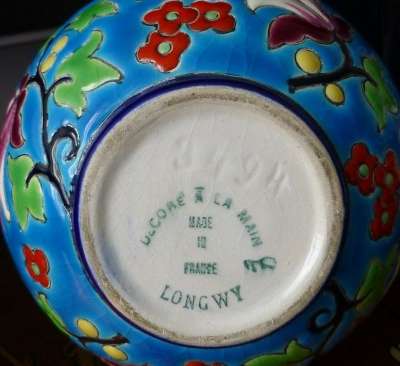 DÉCORÉ À LA MAIN
MADE
IN
FRANCE
LONGWY